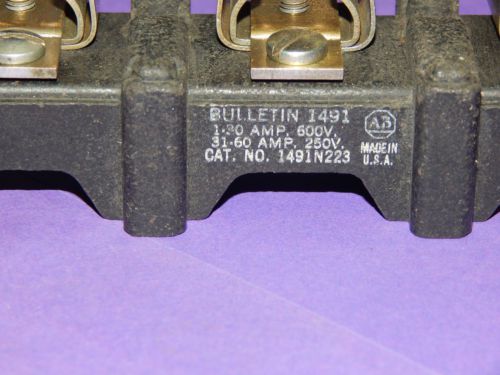 BULLETIN 1491
1-30 AMP. 600V.
31-60 AMP. 250V.
CAT. NO. 1491N223
AB
MADE IN
U.S.A.